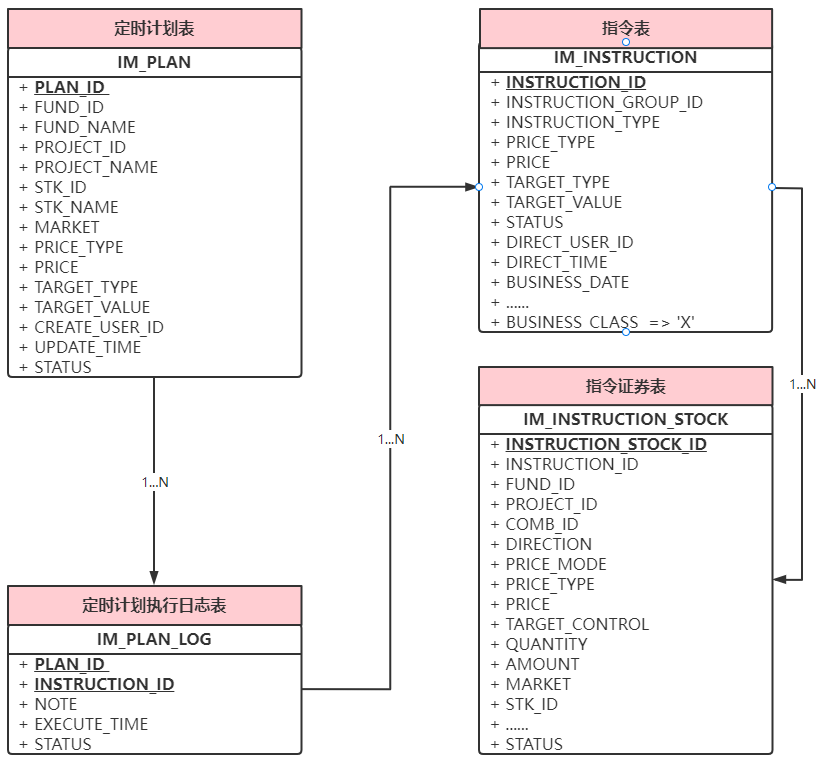 定时计划表
IM_PLAN
+ PLAN_ID
+ FUND_ID
+ FUND_NAME
+ PROJECT_ID
+ PROJECT_NAME
+ STK_ID
+ STK_NAME
+ MARKET
+ PRICE_TYPE
+ PRICE
+ TARGET_TYPE
+ TARGET_VALUE
+ CREATE_USER_ID
+ UPDATE_TIME
+ STATUS
1...N
定时计划执行日志表
IM_PLAN_LOG
+ PLAN_ID
+ INSTRUCTION_ID
+ NOTE
+ EXECUTE_TIME
+ STATUS
1...N
指令表
IM_INSTRUCTION
+ INSTRUCTION_ID
+ INSTRUCTION_GROUP_ID
+ INSTRUCTION_TYPE
+ PRICE_TYPE
+ PRICE
+ TARGET_TYPE
+ TARGET_VALUE
+ STATUS
+ DIRECT_USER_ID
+ DIRECT_TIME
+ BUSINESS_DATE
+ ......
+ BUSINESS_CLASS => 'X'
1...N
指令证券表
IM_INSTRUCTION_STOCK
+ INSTRUCTION_STOCK_ID
+ INSTRUCTION_ID
+ FUND_ID
+ PROJECT_ID
+ COMB_ID
+ DIRECTION
+ PRICE_MODE
+ PRICE_TYPE
+ PRICE
+ TARGET_CONTROL
+ QUANTITY
+ AMOUNT
+ MARKET
+ STK_ID
+ ......
+ STATUS